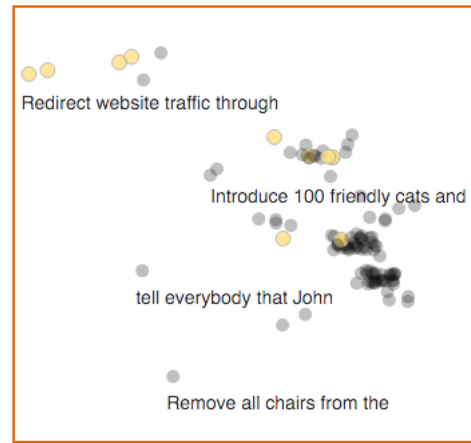 Redirect website traffic through
Introduce 100 friendly cats and
tell everybody that John
Remove all chairs from the